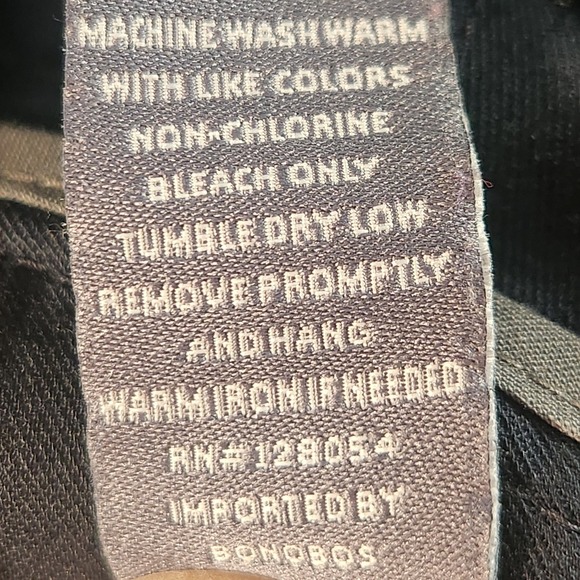 MACHINE WASH WARM
WITH LIKE COLORS
NON-CHLORINE
BLEACH ONLY
TUMBLE DRY LOW
REMOVE PROMPTLY
AND HANG
WARM IRON IF NEEDED
RN# 128054
IMPORTED BY
BONOBOS